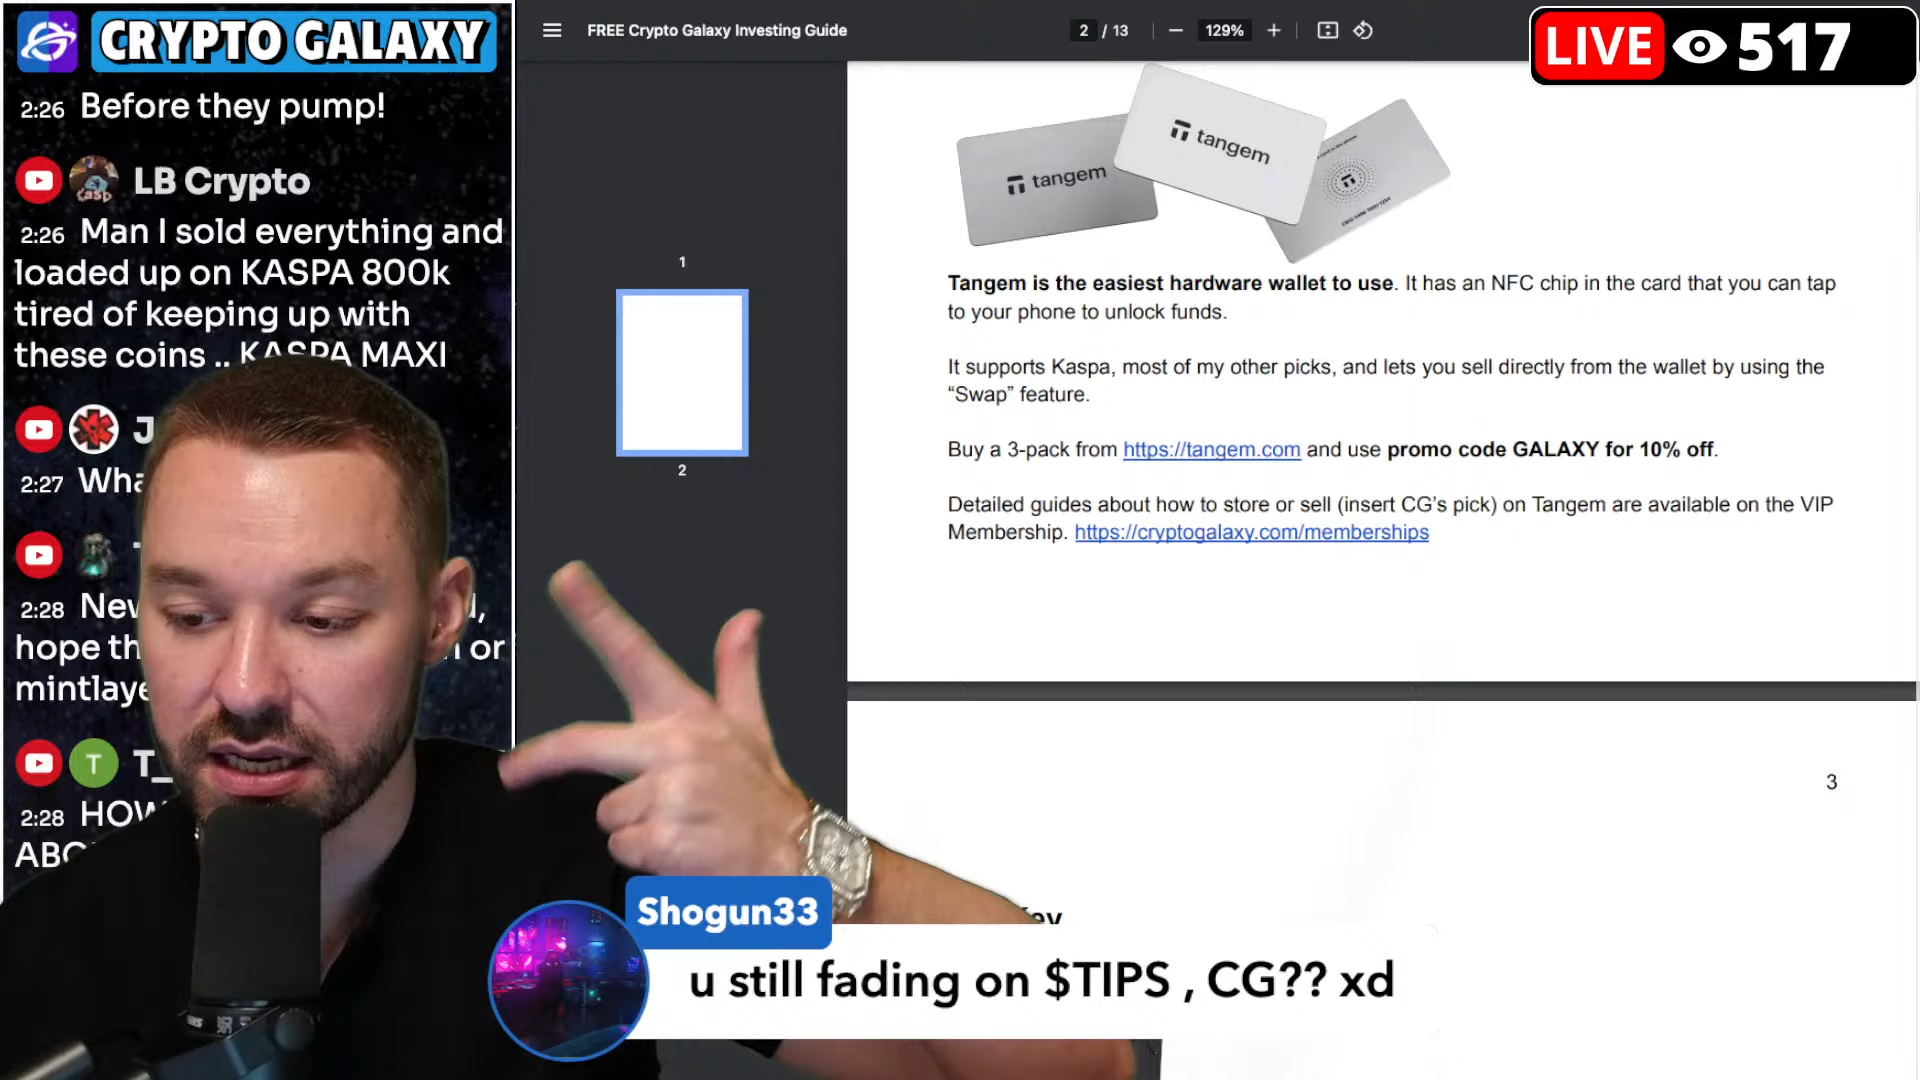 CRYPTO GALAXY
2:26 Before they pump!
LB Crypto
2:26 Man I sold everything and
loaded up on KASPA 800k
tired of keeping up with
these coins .. KASPA MAXI
J
2:27
2:28
hope
or
T_
2:28
FREE Crypto Galaxy Investing Guide
2 / 13
129%
LIVE 517
1
2
tangem
tangem
Tangem is the easiest hardware wallet to use. It has an NFC chip in the card that you can tap
to your phone to unlock funds.
It supports Kaspa, most of my other picks, and lets you sell directly from the wallet by using the
“Swap” feature.
Buy a 3-pack from https://tangem.com and use promo code GALAXY for 10% off.
Detailed guides about how to store or sell (insert CG’s pick) on Tangem are available on the VIP
Membership. https://cryptogalaxy.com/memberships
3
Shogun33
u still fading on $TIPS , CG?? xd